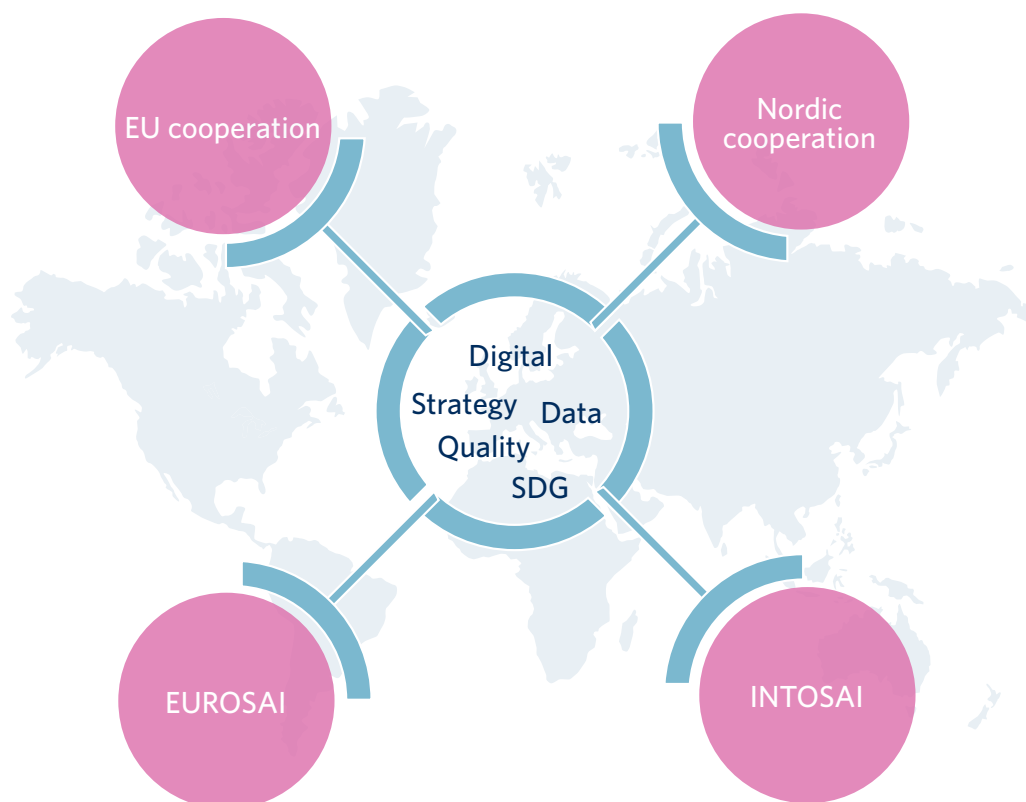 EU cooperation
Nordic
cooperation
Digital
Strategy
Data
Quality
SDG
EUROSAI
INTOSAI